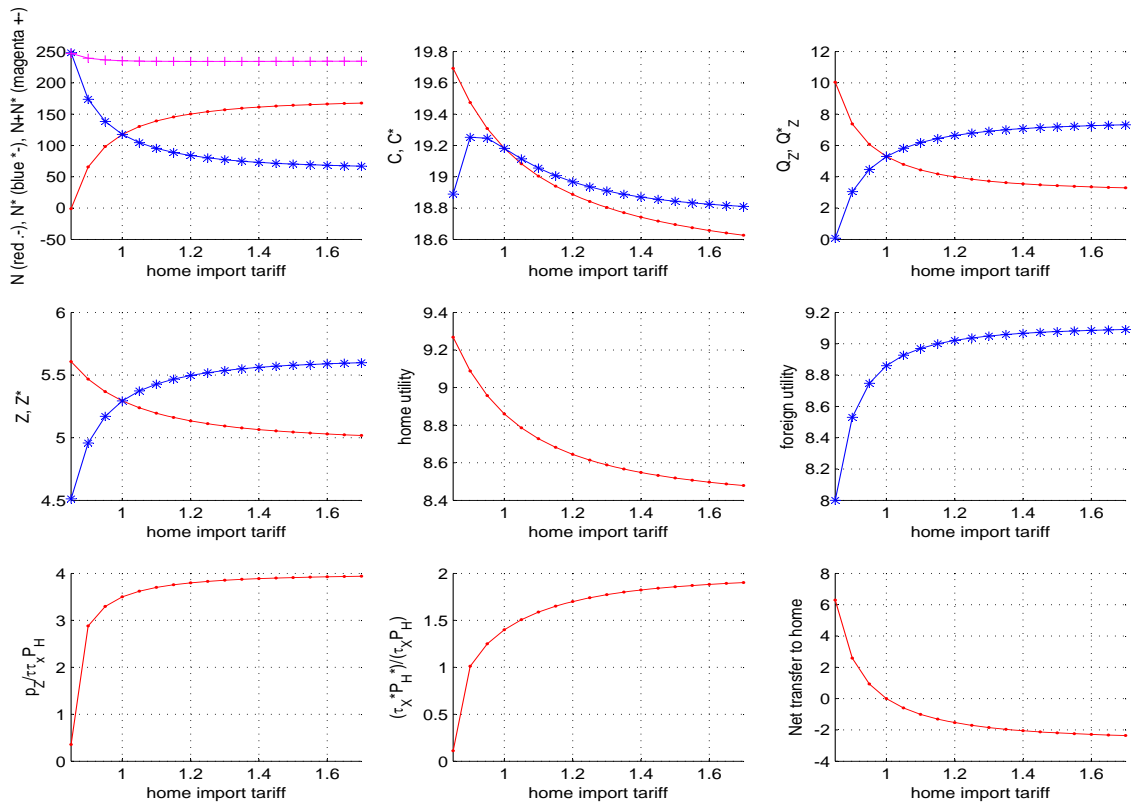 N (red .-), N* (blue *-), N+N* (magenta +-)
250
200
150
100
50
0
-50
1 1.2 1.4 1.6
home import tariff
C, C*
19.8
19.6
19.4
19.2
19
18.8
18.6
1 1.2 1.4 1.6
home import tariff
Q_Z, Q*_Z
12
10
8
6
4
2
0
1 1.2 1.4 1.6
home import tariff
Z, Z*
6
5.5
5
4.5
1 1.2 1.4 1.6
home import tariff
home utility
9.4
9.2
9
8.8
8.6
8.4
1 1.2 1.4 1.6
home import tariff
foreign utility
9.2
9
8.8
8.6
8.4
8.2
8
1 1.2 1.4 1.6
home import tariff
p_Z/ττ_XP_H
4
3
2
1
0
1 1.2 1.4 1.6
home import tariff
(τ_X*P_H*)/(τ_XP_H)
2
1.5
1
0.5
0
1 1.2 1.4 1.6
home import tariff
Net transfer to home
8
6
4
2
0
-2
-4
1 1.2 1.4 1.6
home import tariff